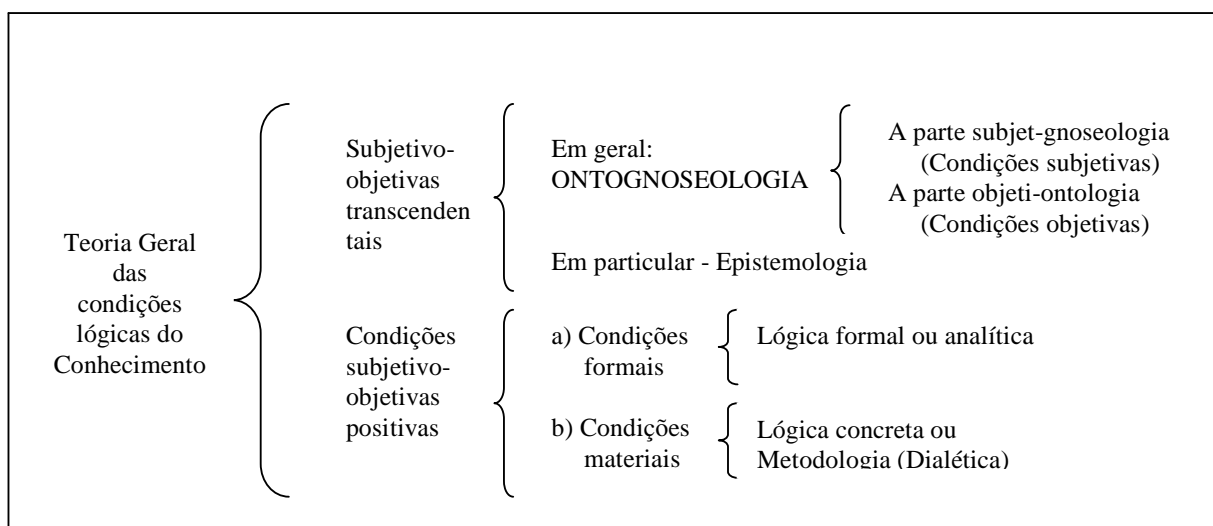 Teoria Geral
das
condições
lógicas do
Conhecimento
Subjetivo-
objetivas
transcenden
tais
Em geral:
ONTOGNOSEOLOGIA
A parte subjet-gnoseologia
(Condições subjetivas)
A parte objeti-ontologia
(Condições objetivas)
Em particular - Epistemologia
Condições
subjetivo-
objetivas
positivas
a) Condições
formais
Lógica formal ou analítica
b) Condições
materiais
Lógica concreta ou
Metodologia (Dialética)